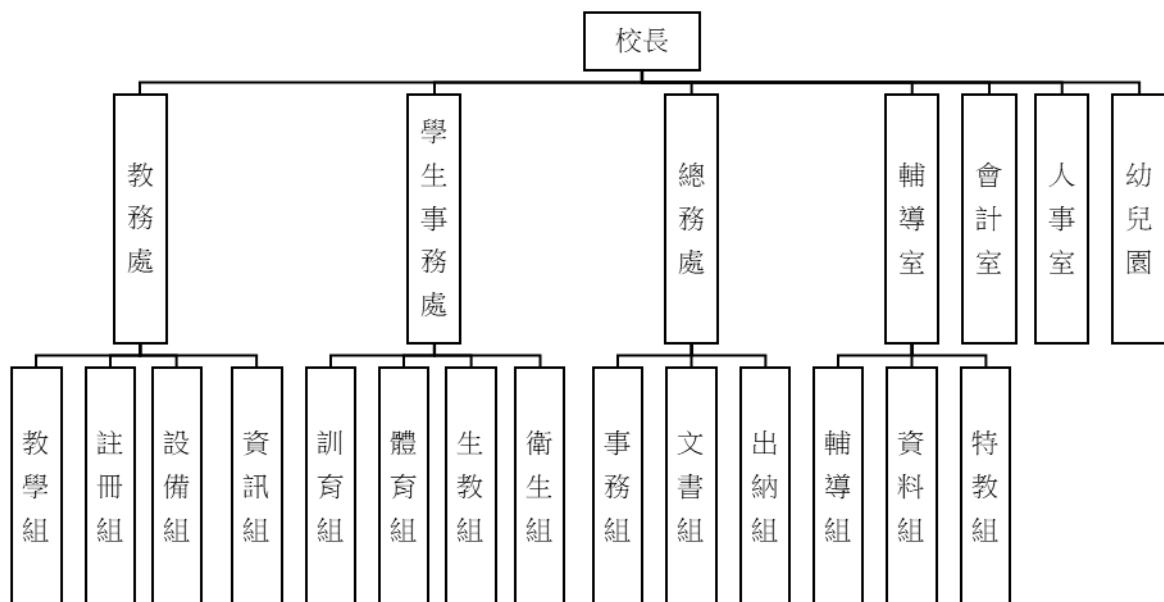 校長
教務處
學生事務處
總務處
輔導室
會計室
人事室
幼兒園
教學組
註冊組
設備組
資訊組
訓育組
體育組
生教組
衛生組
事務組
文書組
出納組
輔導組
資料組
特教組